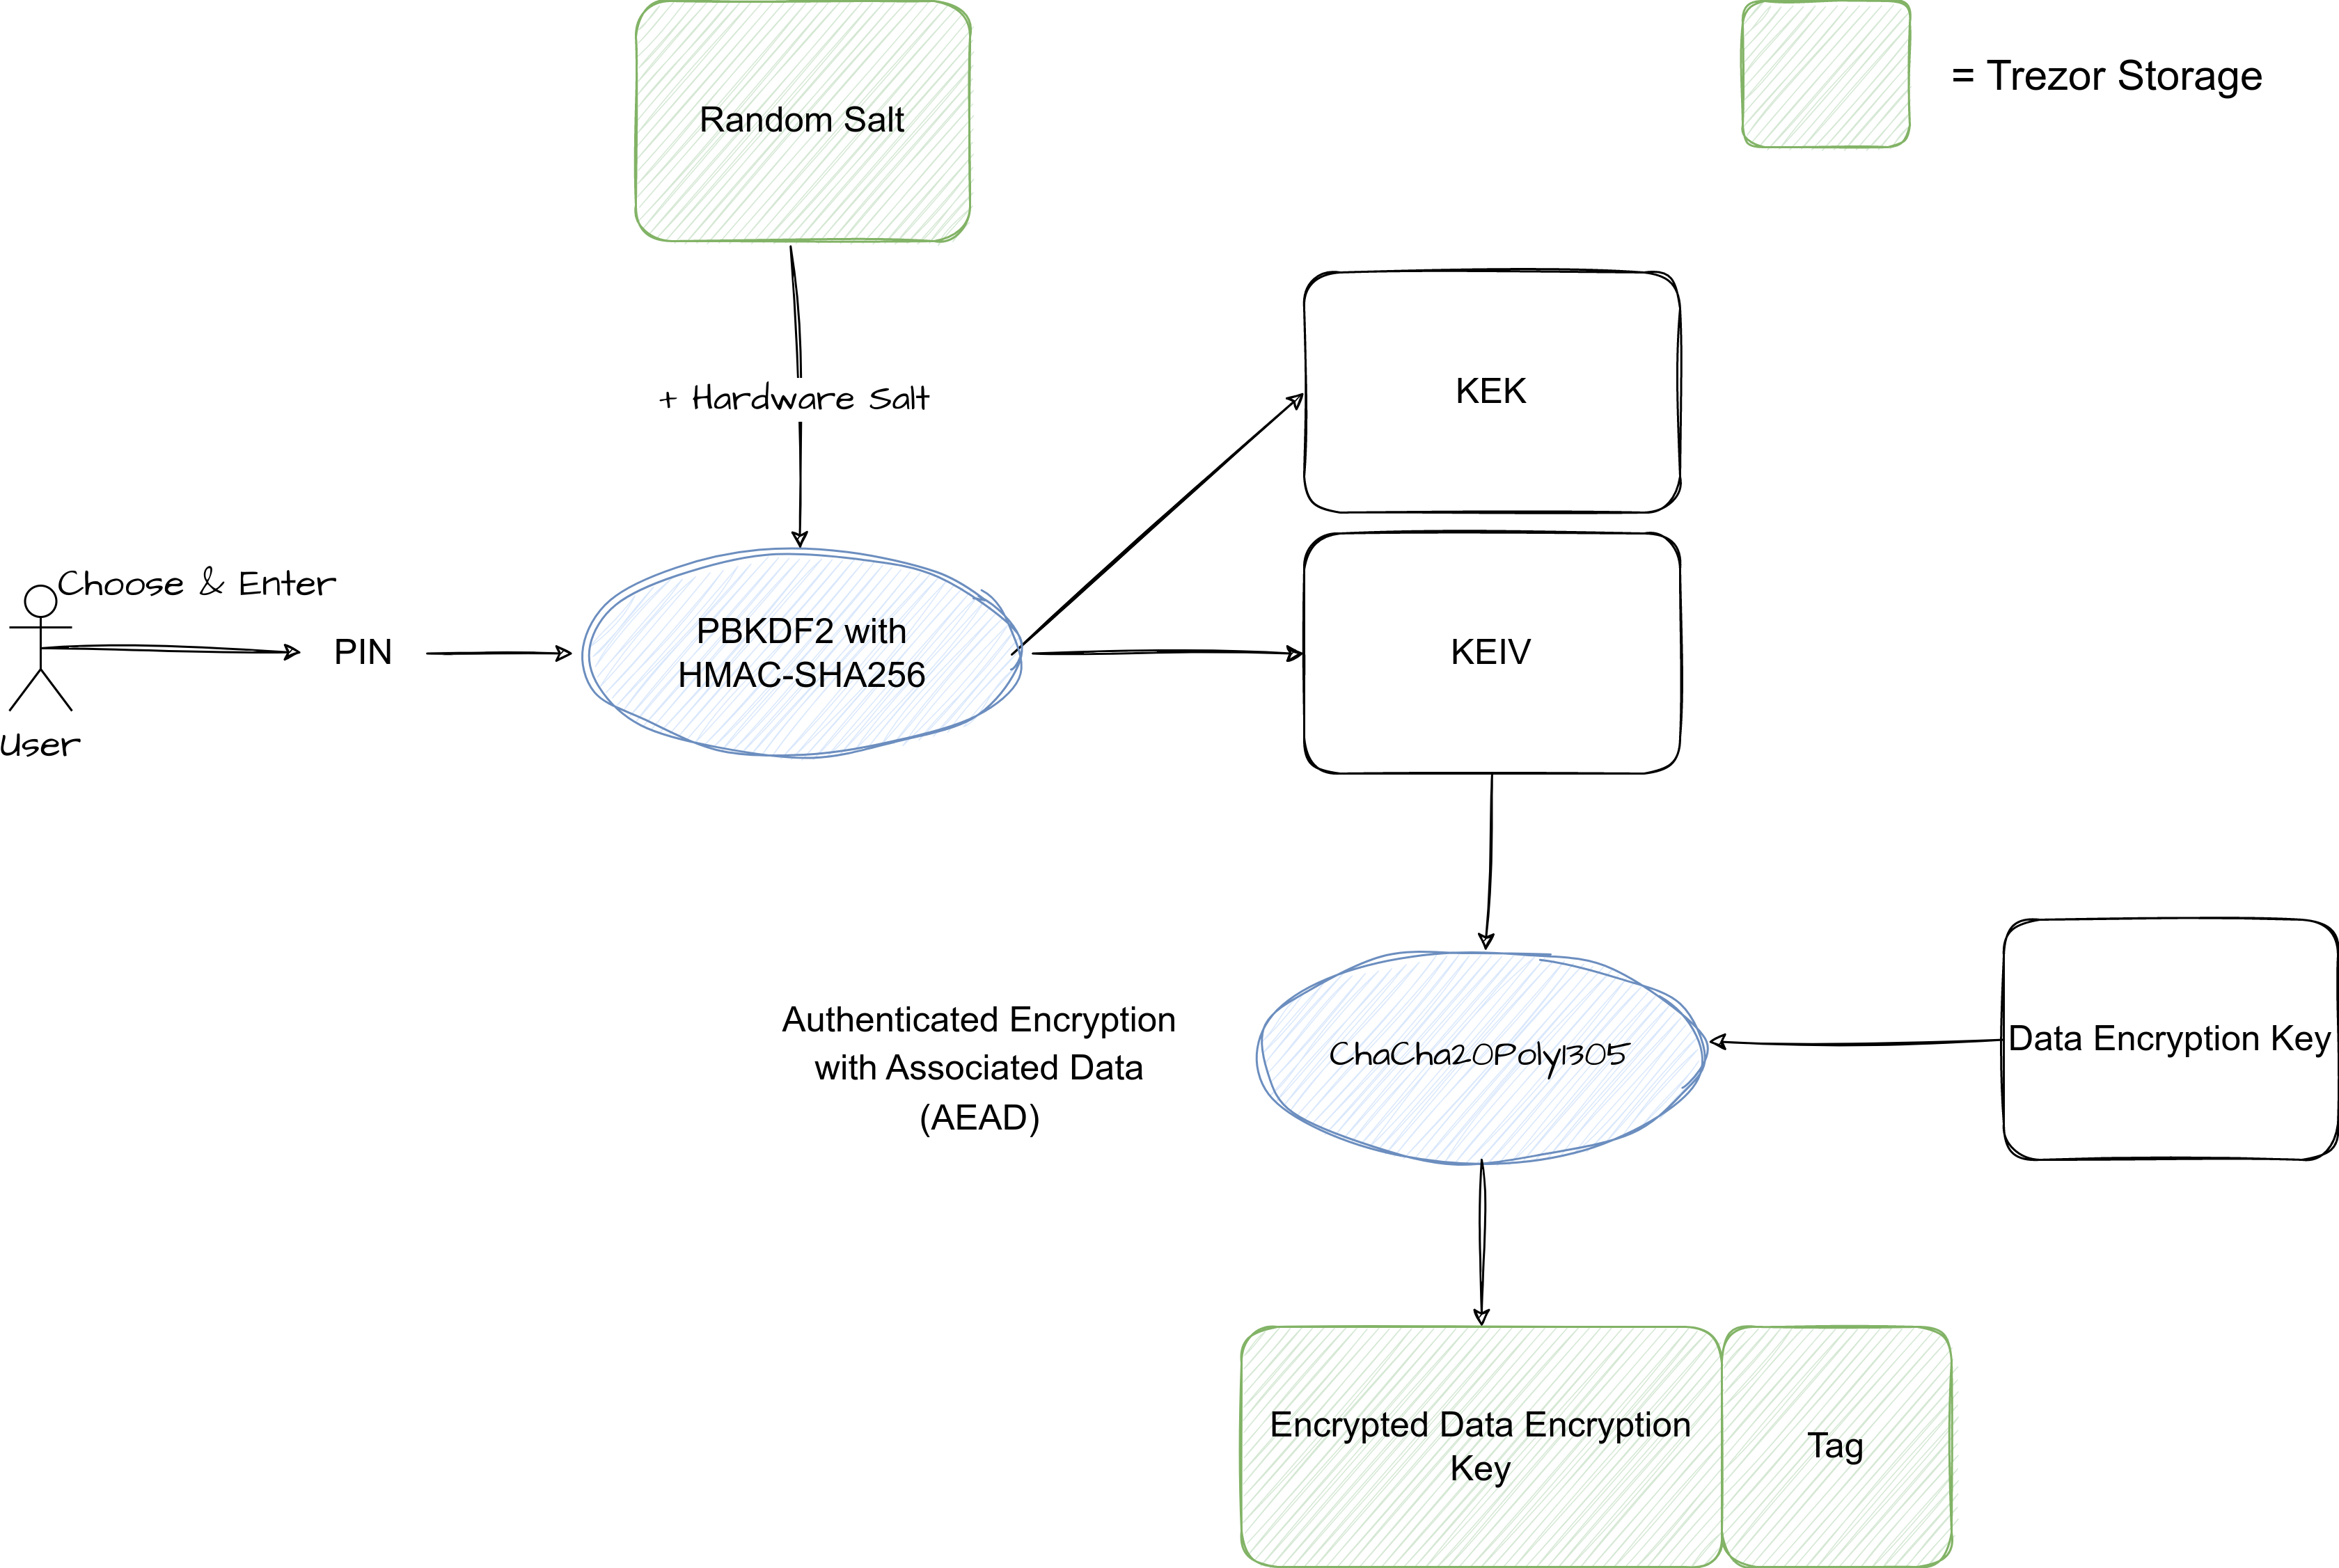 Random Salt
= Trezor Storage
+ Hardware Salt
KEK
Choose & Enter
PIN
User
PBKDF2 with
HMAC-SHA256
KEIV
Authenticated Encryption
with Associated Data
(AEAD)
ChaCha20Poly1305
Data Encryption Key
Encrypted Data Encryption
Key
Tag